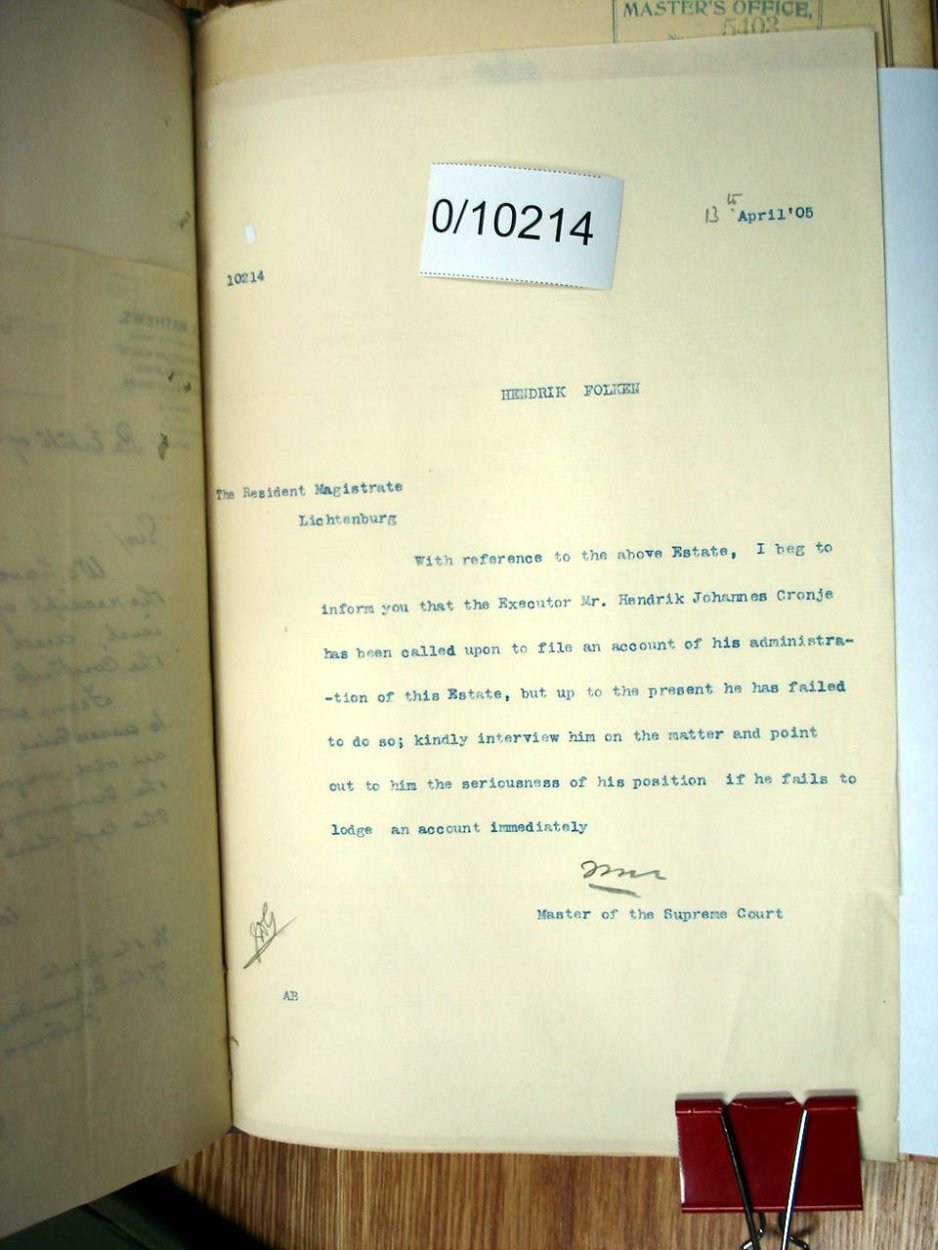 MASTER'S OFFICE,
5403
0/10214
13th April'05
10214
HENDRIK FOLKEN
The Resident Magistrate
Lichtenburg
With reference to the above Estate, I beg to
inform you that the Executor Mr. Hendrik Johannes Cronje
has been called upon to file an account of his administra-
-tion of this Estate, but up to the present he has failed
to do so; kindly interview him on the matter and point
out to him the seriousness of his position if he fails to
lodge an account immediately
Master of the Supreme Court
AB